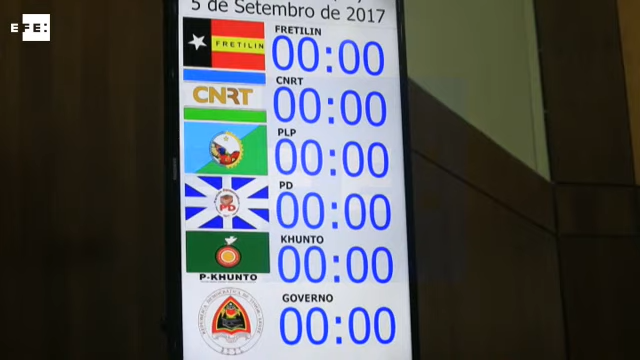 EFE:
5 de Setembro de 2017
FRETILIN
FRETILIN
00:00
CNRT
CNRT
00:00
PLP
00:00
PD
PD
00:00
KHUNTO
P-KHUNTO
00:00
GOVERNO
00:00